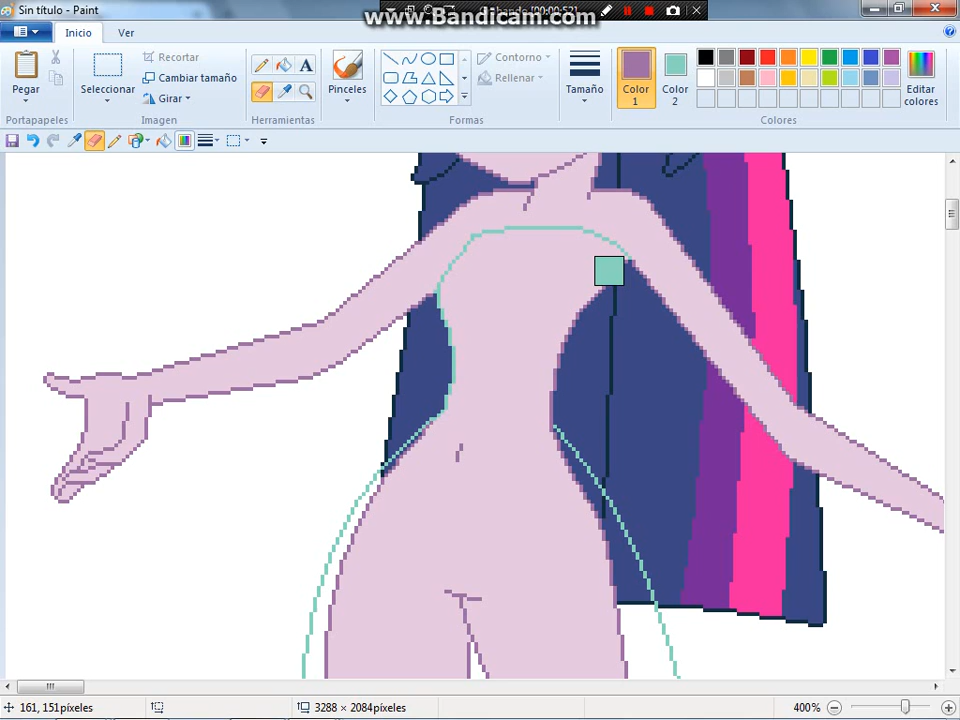 Sin título - Paint
www.Bandicam.com
Inicio
Ver
Pegar
Seleccionar
Recortar
Cambiar tamaño
Girar
A
Pinceles
Contorno
Rellenar
Tamaño
Color
1
Color
2
Editar
colores
Portapapeles
Imagen
Herramientas
Formas
Colores
161, 151píxeles
3288 × 2084píxeles
400%